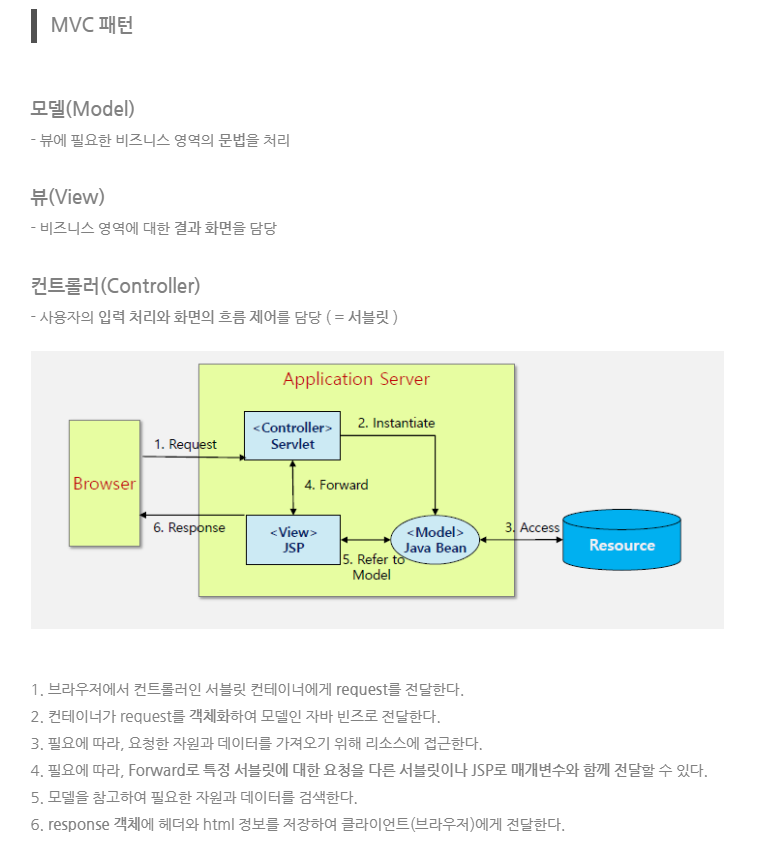 MVC 패턴
모델(Model)
- 뷰에 필요한 비즈니스 영역의 문법을 처리
뷰(View)
- 비즈니스 영역에 대한 결과 화면을 담당
컨트롤러(Controller)
- 사용자의 입력 처리와 화면의 흐름 제어를 담당 ( = 서블릿 )
Application Server
<Controller>
Servlet
2. Instantiate
1. Request
Browser
4. Forward
6. Response
<View>
JSP
<Model>
Java Bean
3. Access
Resource
5. Refer to
Model
1. 브라우저에서 컨트롤러인 서블릿 컨테이너에게 request를 전달한다.
2. 컨테이너가 request를 객체화하여 모델인 자바 빈즈로 전달한다.
3. 필요에 따라, 요청한 자원과 데이터를 가져오기 위해 리소스에 접근한다.
4. 필요에 따라, Forward로 특정 서블릿에 대한 요청을 다른 서블릿이나 JSP로 매개변수와 함께 전달할 수 있다.
5. 모델을 참고하여 필요한 자원과 데이터를 검색한다.
6. response 객체에 헤더와 html 정보를 저장하여 클라이언트(브라우저)에게 전달한다.